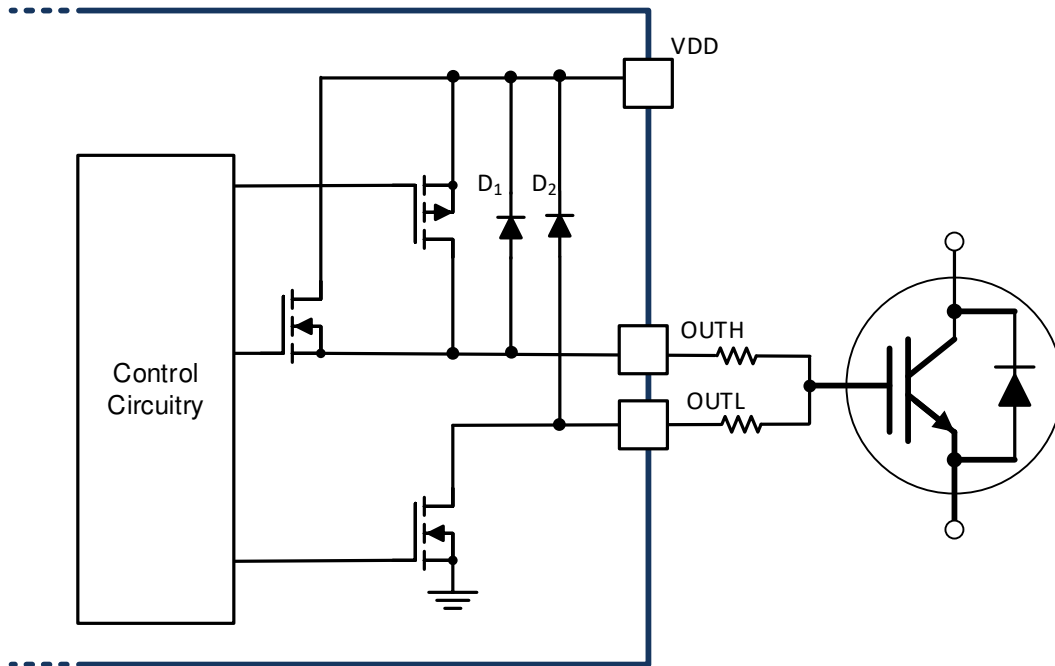 VDD
D₁
D₂
OUTH
Control
Circuitry
OUTL